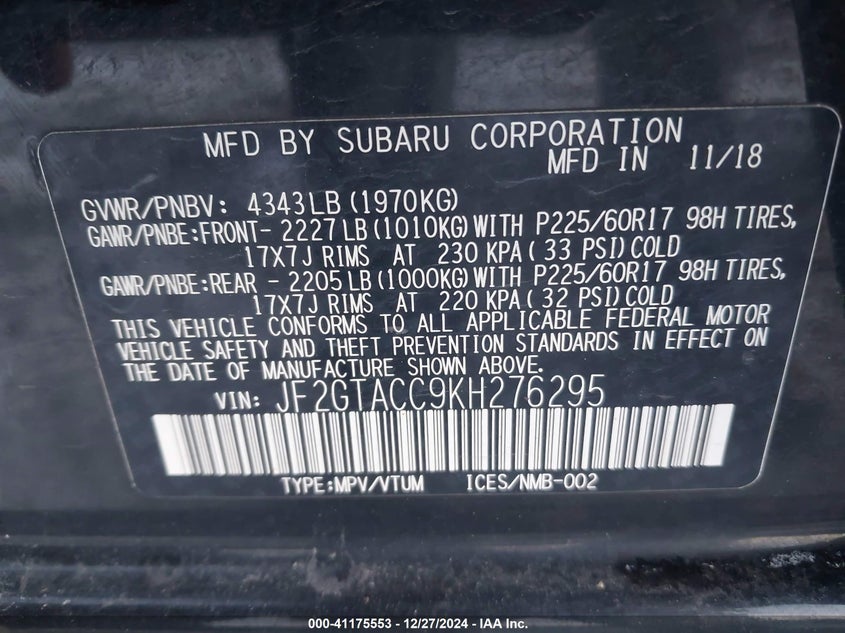 MFD BY SUBARU CORPORATION
MFD IN 11/18
GVWR/PNBV: 4343LB(1970KG)
GAWR/PNBE:FRONT- 2227LB(1010KG)WITH P225/60R17 98H TIRES,
17X7J RIMS AT 230 KPA( 33 PSI)COLD
GAWR/PNBE:REAR - 2205LB(1000KG)WITH P225/60R17 98H TIRES,
17X7J RIMS AT 220 KPA( 32 PSI)COLD
THIS VEHICLE CONFORMS TO ALL APPLICABLE FEDERAL MOTOR
VEHICLE SAFETY AND THEFT PREVENTION STANDARDS IN EFFECT ON
THE DATE OF MANUFACTURE SHOWN ABOVE.
VIN: JF2GTACC9KH276295
TYPE:MPV/VTUM ICES/NMB-002
000-41175553 - 12/27/2024 - IAA Inc.